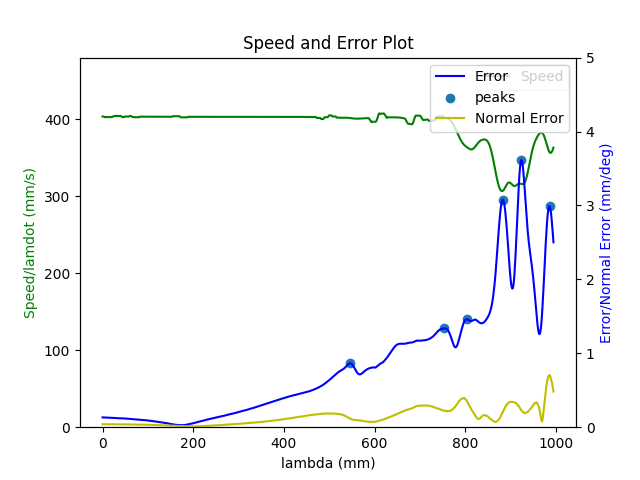 Speed and Error Plot
Error
Speed
peaks
Normal Error
Speed/lamdot (mm/s)
400
300
200
100
0
5
4
3
2
1
0
Error/Normal Error (mm/deg)
0 200 400 600 800 1000
lambda (mm)